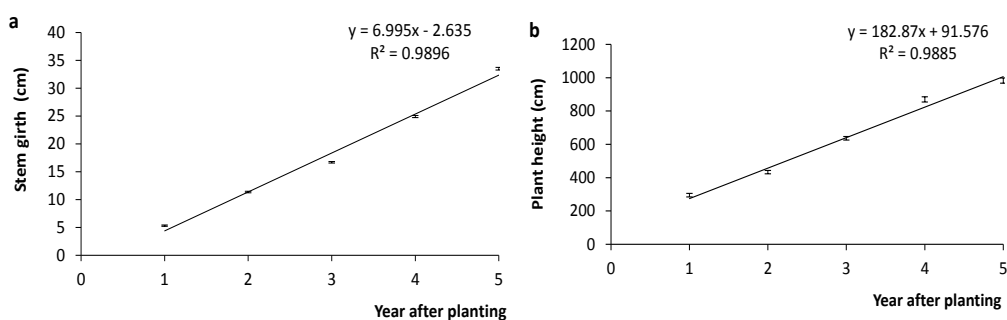 a
y = 6.995x - 2.635
R² = 0.9896
Stem girth (cm)
40
35
30
25
20
15
10
5
0
0 1 2 3 4 5
Year after planting
b
y = 182.87x + 91.576
R² = 0.9885
Plant height (cm)
1200
1000
800
600
400
200
0
0 1 2 3 4 5
Year after planting